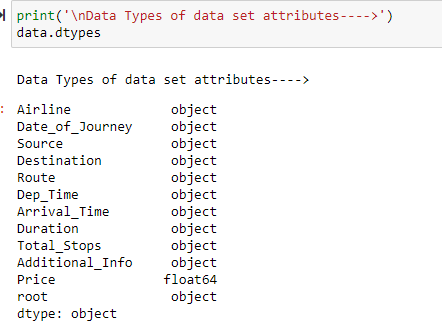 print('\nData Types of data set attributes---->')
data.dtypes
Data Types of data set attributes---->
Airline object
Date_of_Journey object
Source object
Destination object
Route object
Dep_Time object
Arrival_Time object
Duration object
Total_Stops object
Additional_Info object
Price float64
root object
dtype: object